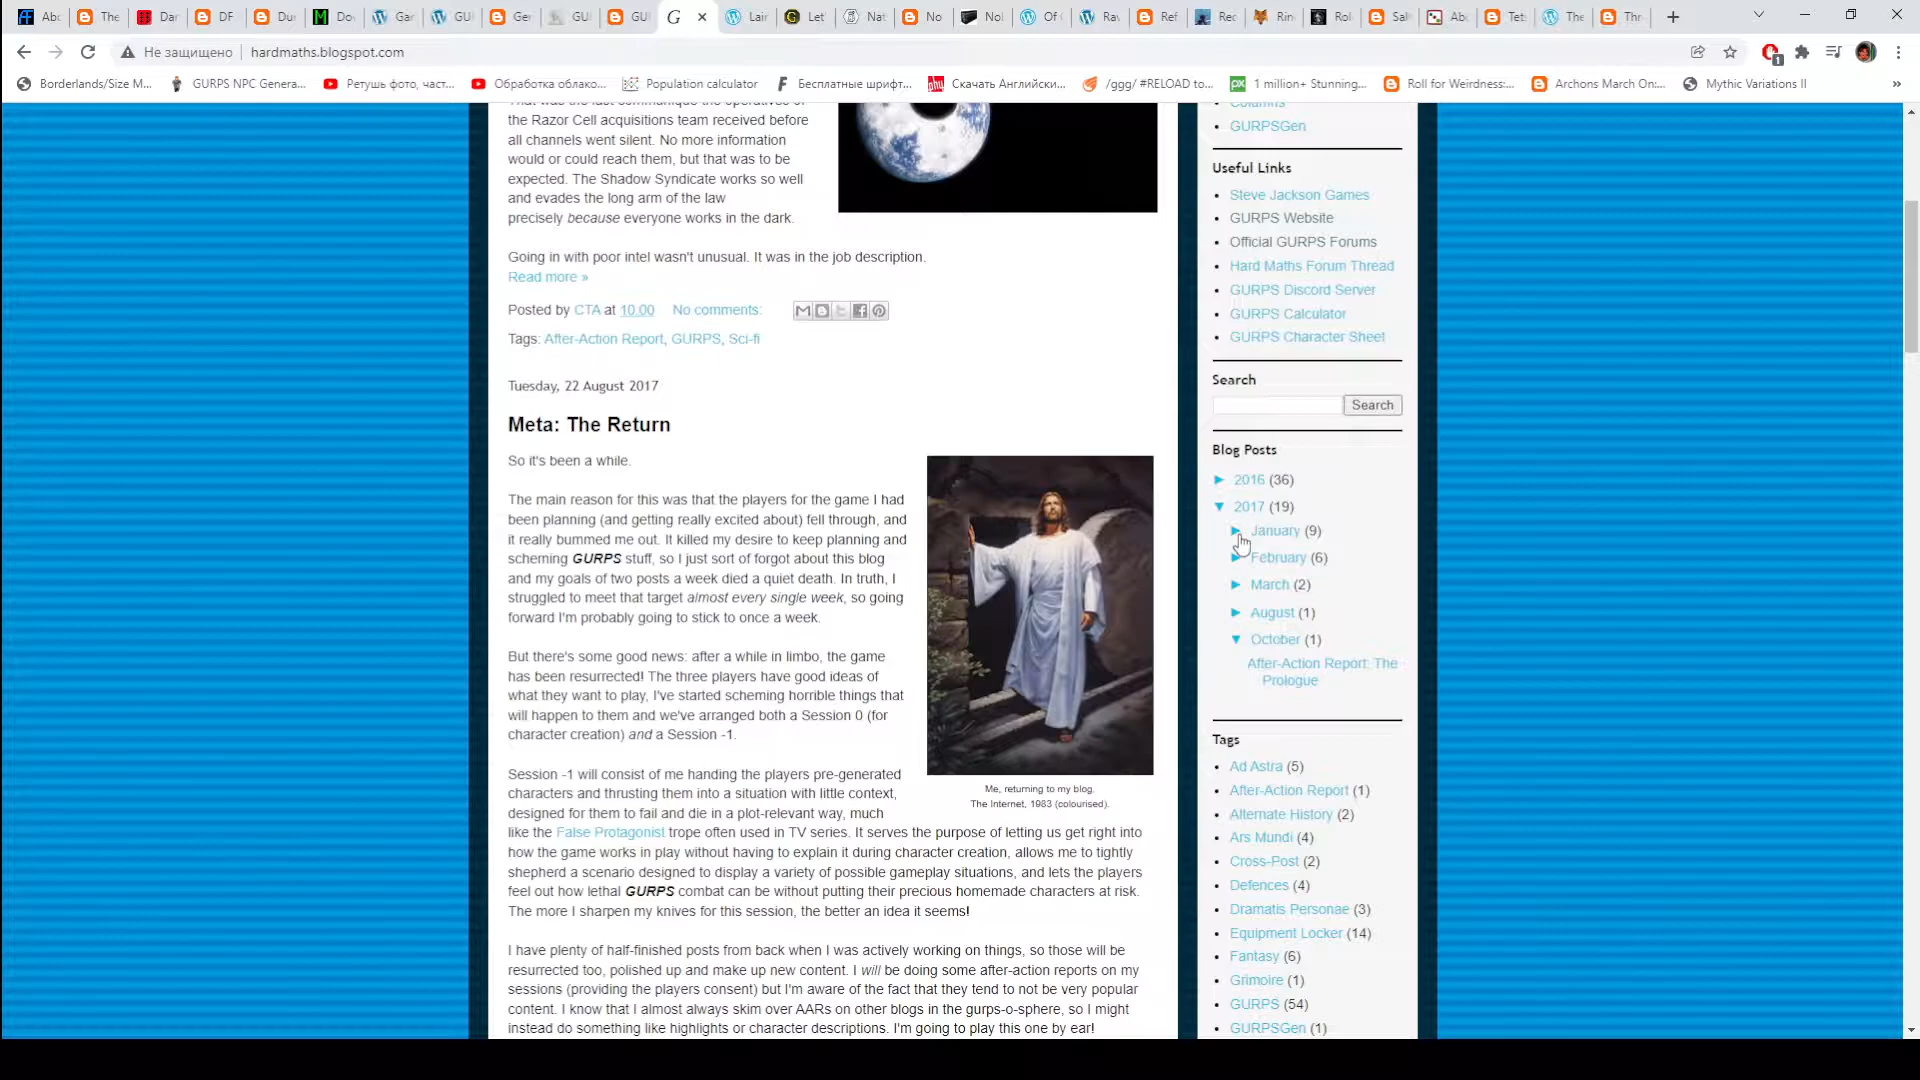 Abc
The
Dar
DF
Dov
Gar
GUI
Ger
GUI
GUI
G
Lair
Let'
Nat
No
Nol
Of
Rav
Ref
Rec
Rin
Rol
Sal
Abo
Tet
The
Thr
Не защищено
hardmaths.blogspot.com
Borderlands/Size M...
GURPS NPC Genera...
Ретушь фото, част...
Обработка облако...
Population calculator
Бесплатные шрифт...
Скачать Английски...
/ggg/ #RELOAD to...
1 million+ Stunning...
Roll for Weirdness:...
Archons March On:...
Mythic Variations II
»
That was the last communique the operatives of
the Razor Cell acquisitions team received before
all channels went silent. No more information
would or could reach them, but that was to be
expected. The Shadow Syndicate works so well
and evades the long arm of the law
precisely because everyone works in the dark.
Going in with poor intel wasn't unusual. It was in the job description.
Read more »
Posted by CTA at 10.00 No comments:
Tags: After-Action Report, GURPS, Sci-fi
Tuesday, 22 August 2017
Meta: The Return
So it's been a while.
The main reason for this was that the players for the game I had
been planning (and getting really excited about) fell through, and
it really bummed me out. It killed my desire to keep planning and
scheming GURPS stuff, so I just sort of forgot about this blog
and my goals of two posts a week died a quiet death. In truth, I
struggled to meet that target almost every single week, so going
forward I'm probably going to stick to once a week.
But there's some good news: after a while in limbo, the game
has been resurrected! The three players have good ideas of
what they want to play, I've started scheming horrible things that
will happen to them and we've arranged both a Session 0 (for
character creation) and a Session -1.
Me, returning to my blog.
The Internet, 1983 (colourised).
Session -1 will consist of me handing the players pre-generated
characters and thrusting them into a situation with little context,
designed for them to fail and die in a plot-relevant way, much
like the False Protagonist trope often used in TV series. It serves the purpose of letting us get right into
how the game works in play without having to explain it during character creation, allows me to tightly
shepherd a scenario designed to display a variety of possible gameplay situations, and lets the players
feel out how lethal GURPS combat can be without putting their precious homemade characters at risk.
The more I sharpen my knives for this session, the better an idea it seems!
I have plenty of half-finished posts from back when I was actively working on things, so those will be
resurrected too, polished up and make up new content. I will be doing some after-action reports on my
sessions (providing the players consent) but I'm aware of the fact that they tend to not be very popular
content. I know that I almost always skim over AARs on other blogs in the gurps-o-sphere, so I might
instead do something like highlights or character descriptions. I'm going to play this one by ear!
Columns
GURPSGen
Useful Links
Steve Jackson Games
GURPS Website
Official GURPS Forums
Hard Maths Forum Thread
GURPS Discord Server
GURPS Calculator
GURPS Character Sheet
Search
Search
Blog Posts
► 2016 (36)
▼ 2017 (19)
► January (9)
► February (6)
► March (2)
► August (1)
▼ October (1)
After-Action Report: The
Prologue
Tags
Ad Astra (5)
After-Action Report (1)
Alternate History (2)
Ars Mundi (4)
Cross-Post (2)
Defences (4)
Dramatis Personae (3)
Equipment Locker (14)
Fantasy (6)
Grimoire (1)
GURPS (54)
GURPSGen (1)